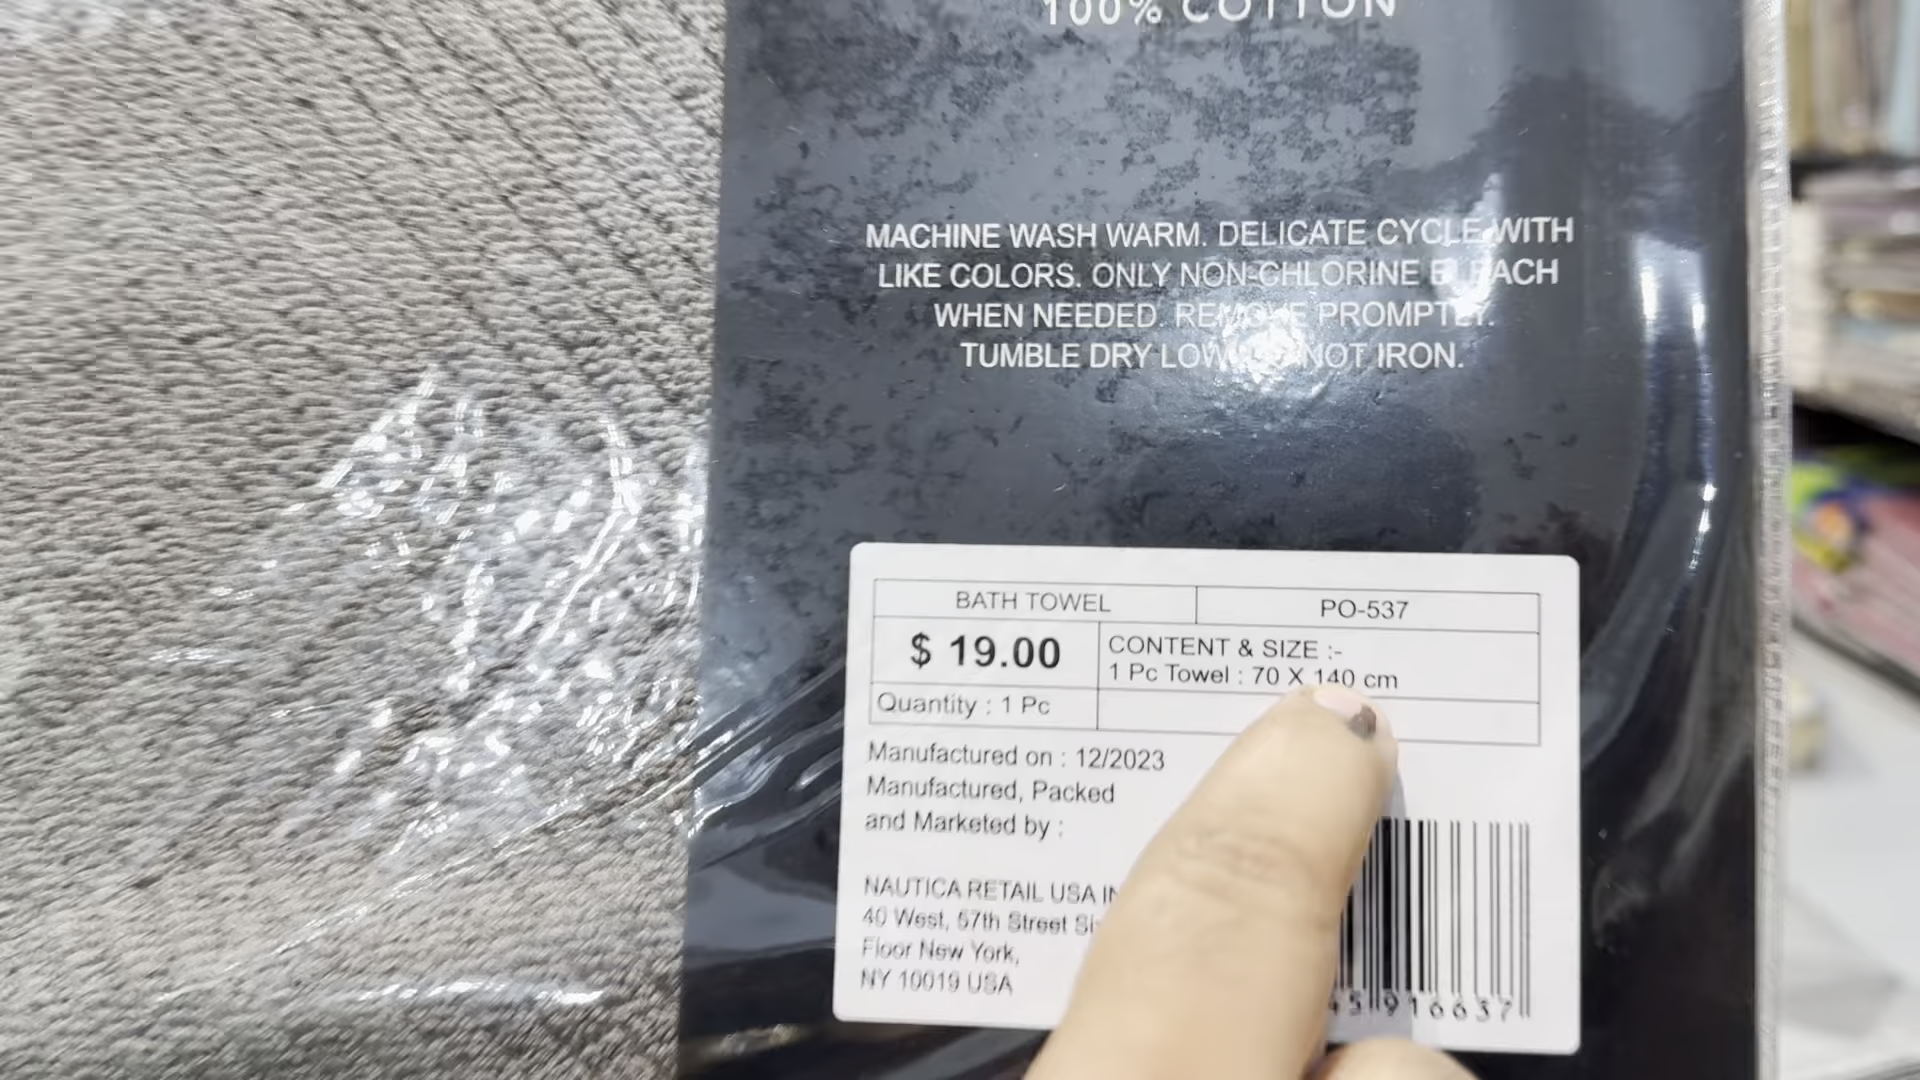 100% COTTON
MACHINE WASH WARM. DELICATE CYCLE WITH
LIKE COLORS. ONLY NON-CHLORINE BLEACH
WHEN NEEDED. REMOVE PROMPTLY.
TUMBLE DRY LOW. NOT IRON.
BATH TOWEL
PO-537
$ 19.00
CONTENT & SIZE :-
1 Pc Towel : 70 X 140 cm
Quantity : 1 Pc
Manufactured on : 12/2023
Manufactured, Packed
and Marketed by :
NAUTICA RETAIL USA
40 West, 57th Street
Floor New York,
NY 10019 USA
45916637